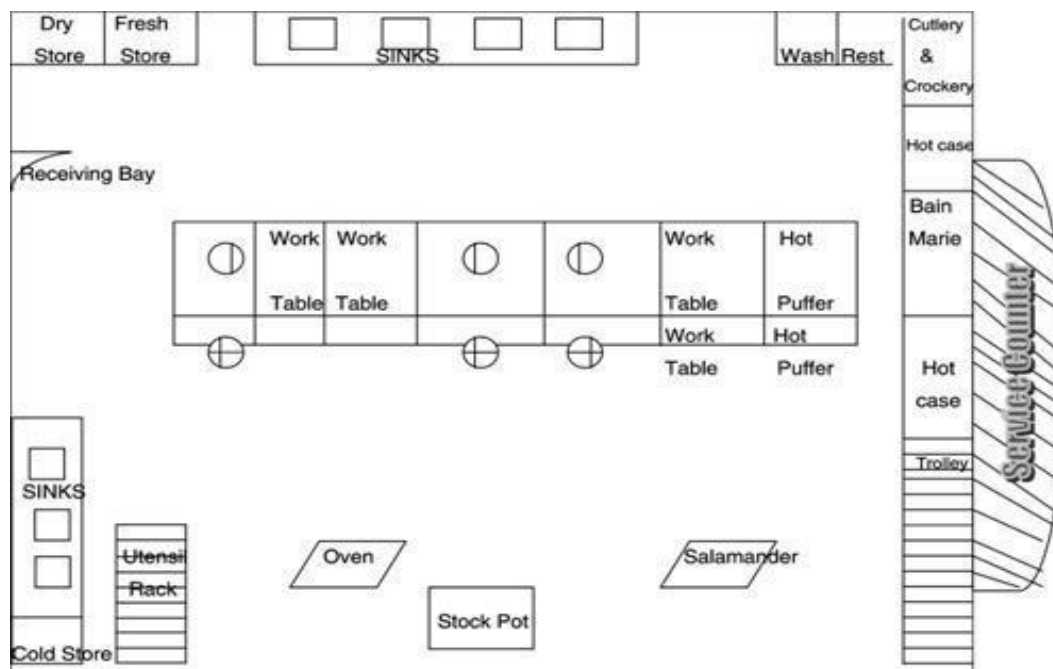 Dry Store
Fresh Store
SINKS
Wash
Rest
Cutlery
&
Crockery
Hot case
Receiving Bay
Bain
Marie
Work
Table
Work
Table
Work
Table
Hot
Puffer
Work
Table
Hot
Puffer
Hot
case
Trolley
Service Counter
SINKS
Utensil
Rack
Oven
Salamander
Stock Pot
Cold Store